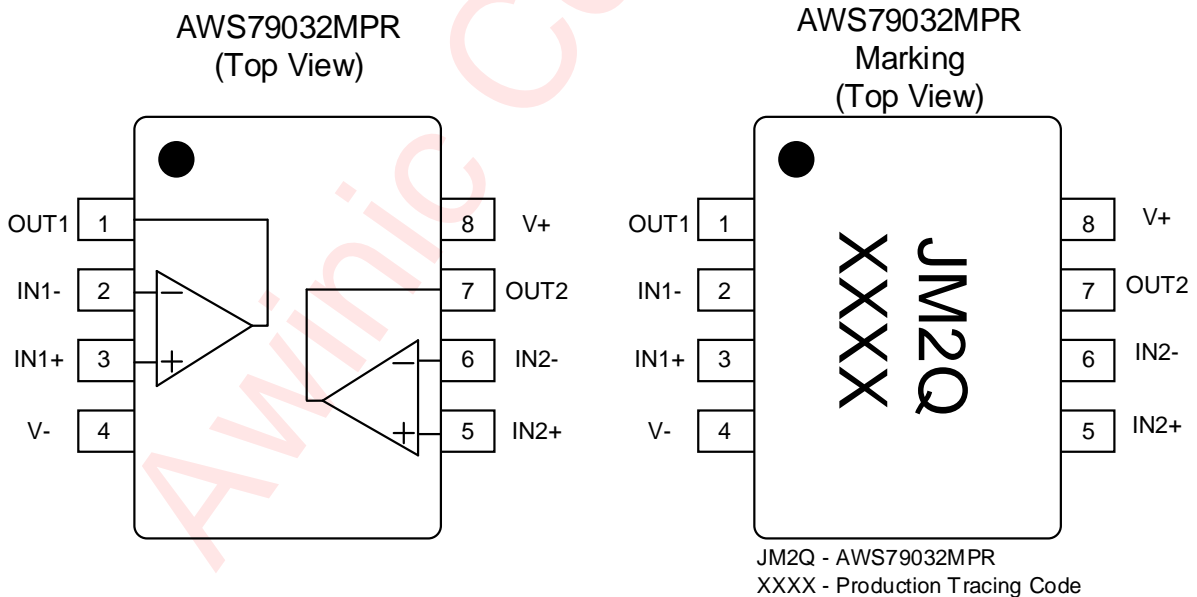 AWS79032MPR
(Top View)
OUT1
1
IN1-
2
IN1+
3
V-
4
8
V+
7
OUT2
6
IN2-
5
IN2+
AWS79032MPR
Marking
(Top View)
OUT1
1
IN1-
2
IN1+
3
V-
4
JM2Q
XXXX
8
V+
7
OUT2
6
IN2-
5
IN2+
JM2Q - AWS79032MPR
XXXX - Production Tracing Code
Awinic